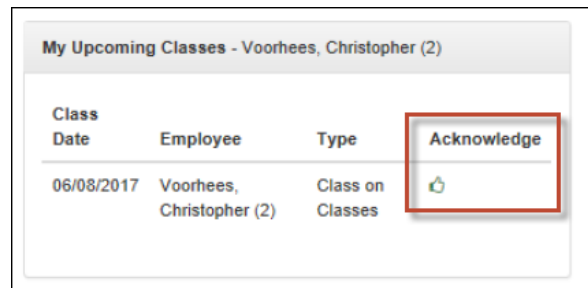 My Upcoming Classes - Voorhees, Christopher (2)
Class
Date Employee Type Acknowledge
06/08/2017 Voorhees, Class on
Christopher (2) Classes